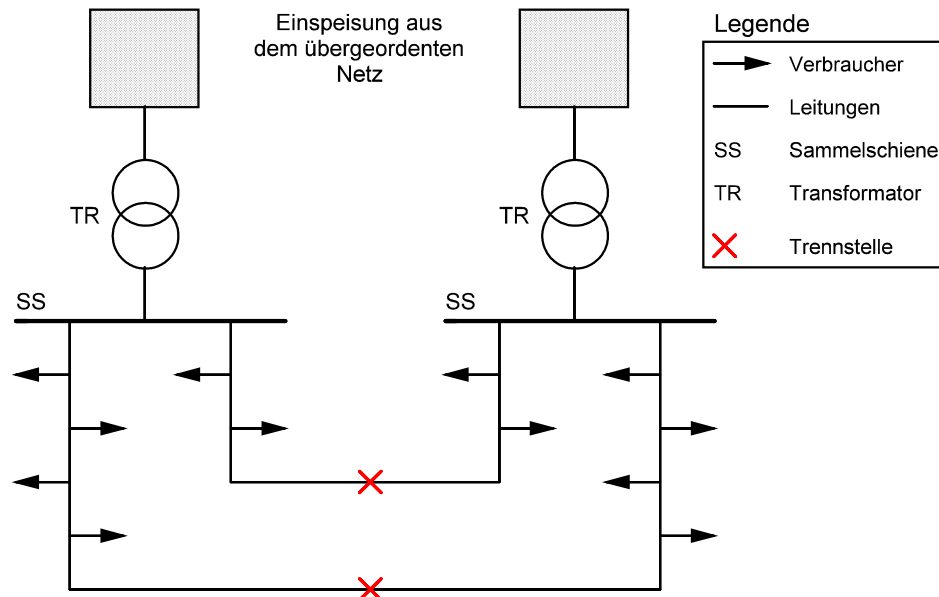 Einspeisung aus
dem übergeordenten
Netz
Legende
Verbraucher
Leitungen
SS Sammelschiene
TR Transformator
Trennstelle
TR
TR
SS
SS